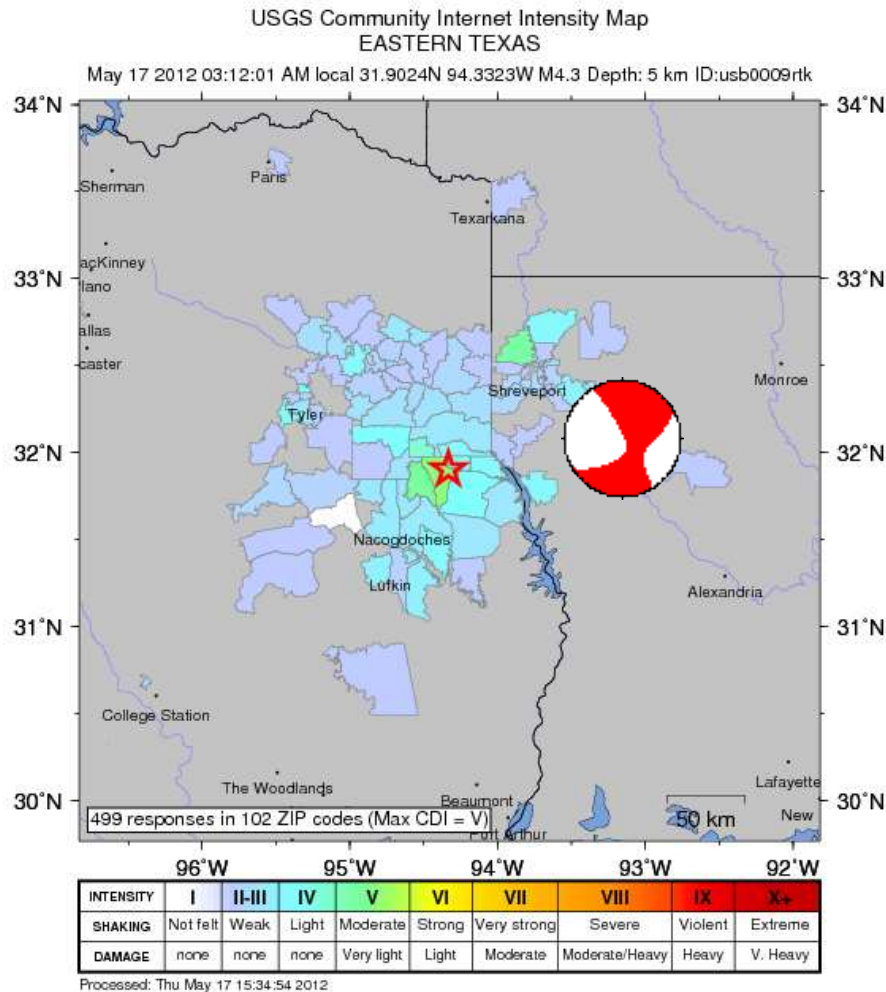 USGS Community Internet Intensity Map
EASTERN TEXAS
May 17 2012 03:12:01 AM local 31.9024N 94.3323W M4.3 Depth: 5 km ID:usb0009rtk
34°N 34°N
Paris
Sherman
Texarkana
acKinney
33°N 33°N
lano
allas
caster
Monroe
Shreveport
Tyler
32°N 32°N
Nacogdoches
Lufkin
Alexandria
31°N 31°N
College Station
The Woodlands
Lafayette
30°N 30°N
Beaumont
50 km
New
499 responses in 102 ZIP codes (Max CDI = V)
Port Arthur
96°W 95°W 94°W 93°W 92°W
INTENSITY I II-III IV V VI VII VIII IX X+
SHAKING Not felt Weak Light Moderate Strong Very strong Severe Violent Extreme
DAMAGE none none none Very light Light Moderate Moderate/Heavy Heavy V. Heavy
Processed: Thu May 17 15:34:54 2012